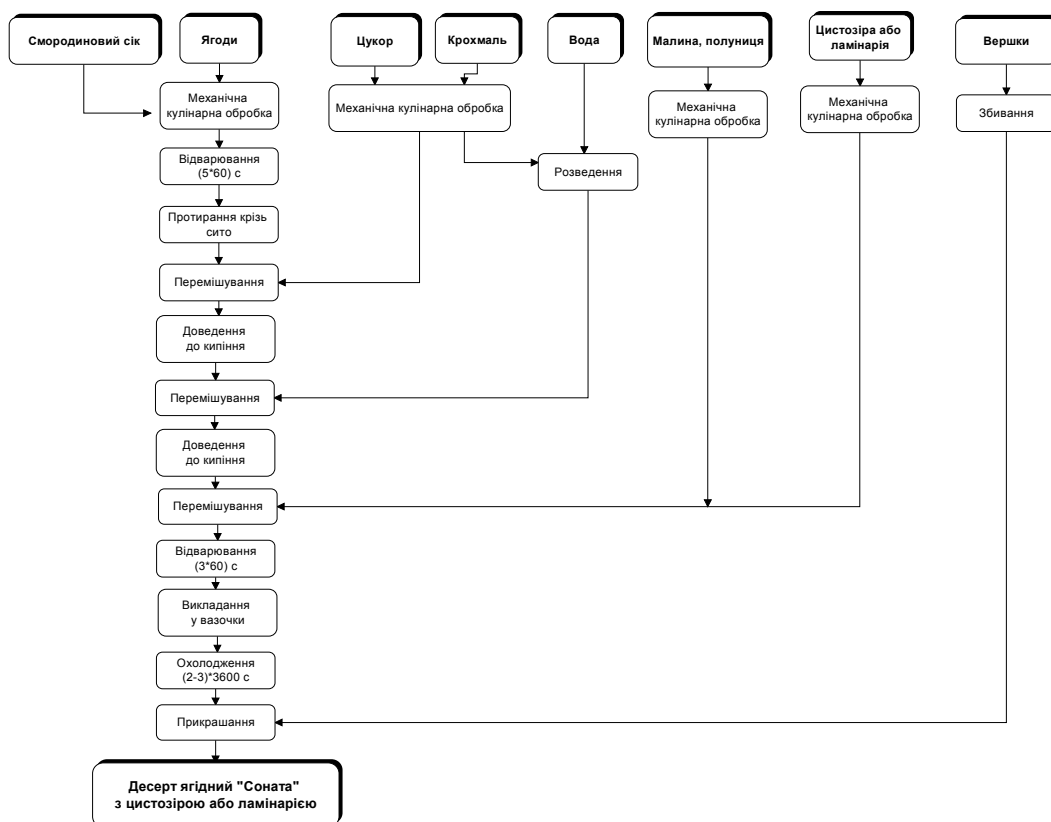 Смородиновий сік
Ягоди
Цукор
Крохмаль
Вода
Малина, полуниця
Цистозіра або
ламінарія
Вершки
Механічна
кулінарна обробка
Механічна кулінарна обробка
Механічна
кулінарна обробка
Механічна
кулінарна обробка
Збивання
Відварювання
(5*60) с
Розведення
Протирання крізь
сито
Перемішування
Доведення
до кипіння
Перемішування
Доведення
до кипіння
Перемішування
Відварювання
(3*60) с
Викладання
у вазочки
Охолодження
(2-3)*3600 с
Прикрашання
Десерт ягідний "Соната"
з цистозірою або ламінарією